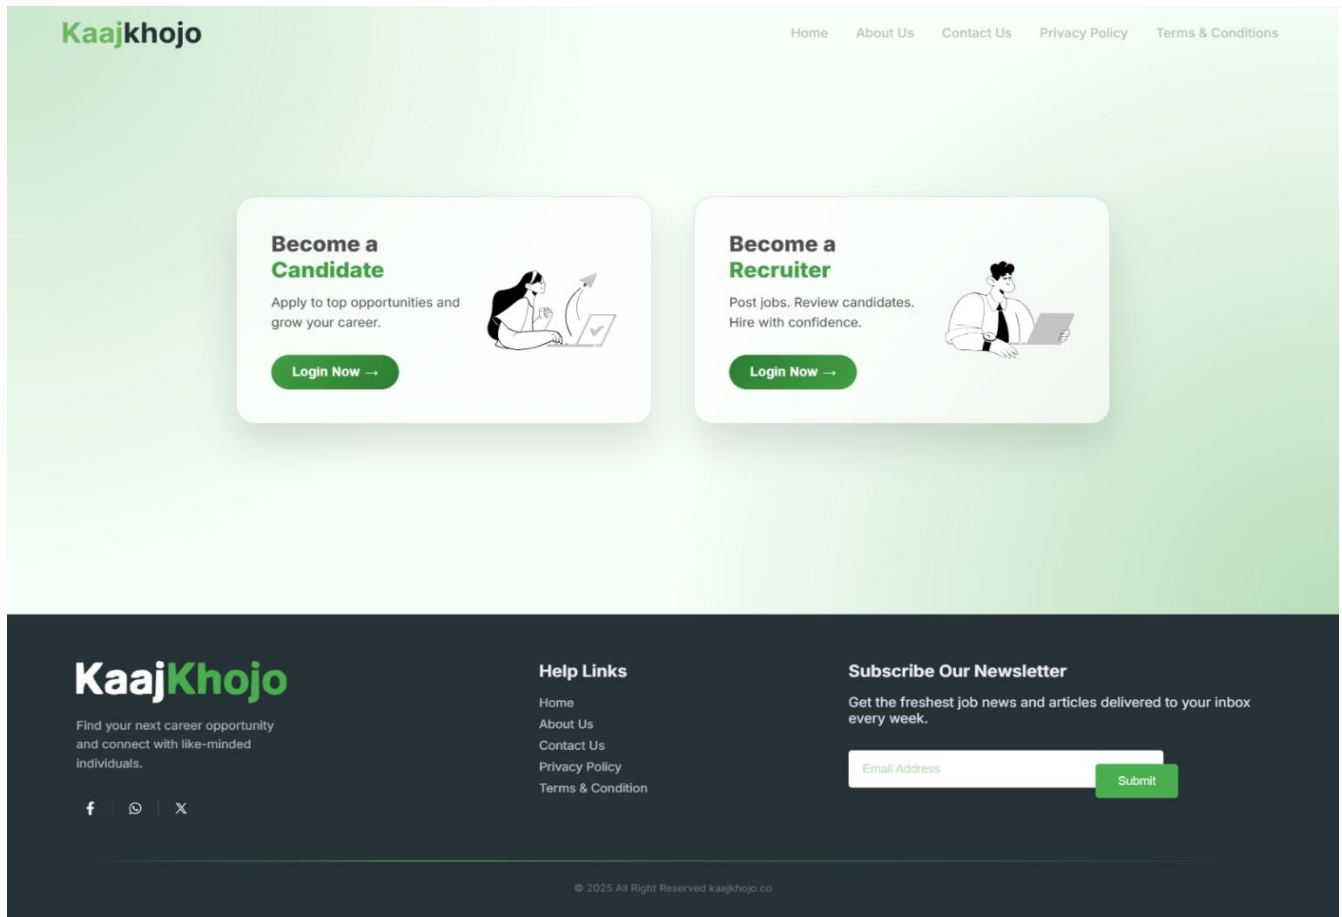 Kaajkhojo
Home About Us Contact Us Privacy Policy Terms & Conditions
Become a
Candidate
Apply to top opportunities and
grow your career.
Login Now →
Become a
Recruiter
Post jobs. Review candidates.
Hire with confidence.
Login Now →
KaajKhojo
Find your next career opportunity
and connect with like-minded
individuals.
Help Links
Home
About Us
Contact Us
Privacy Policy
Terms & Condition
Subscribe Our Newsletter
Get the freshest job news and articles delivered to your inbox
every week.
Email Address
Submit
© 2025 All Right Reserved kaajkhojo.co